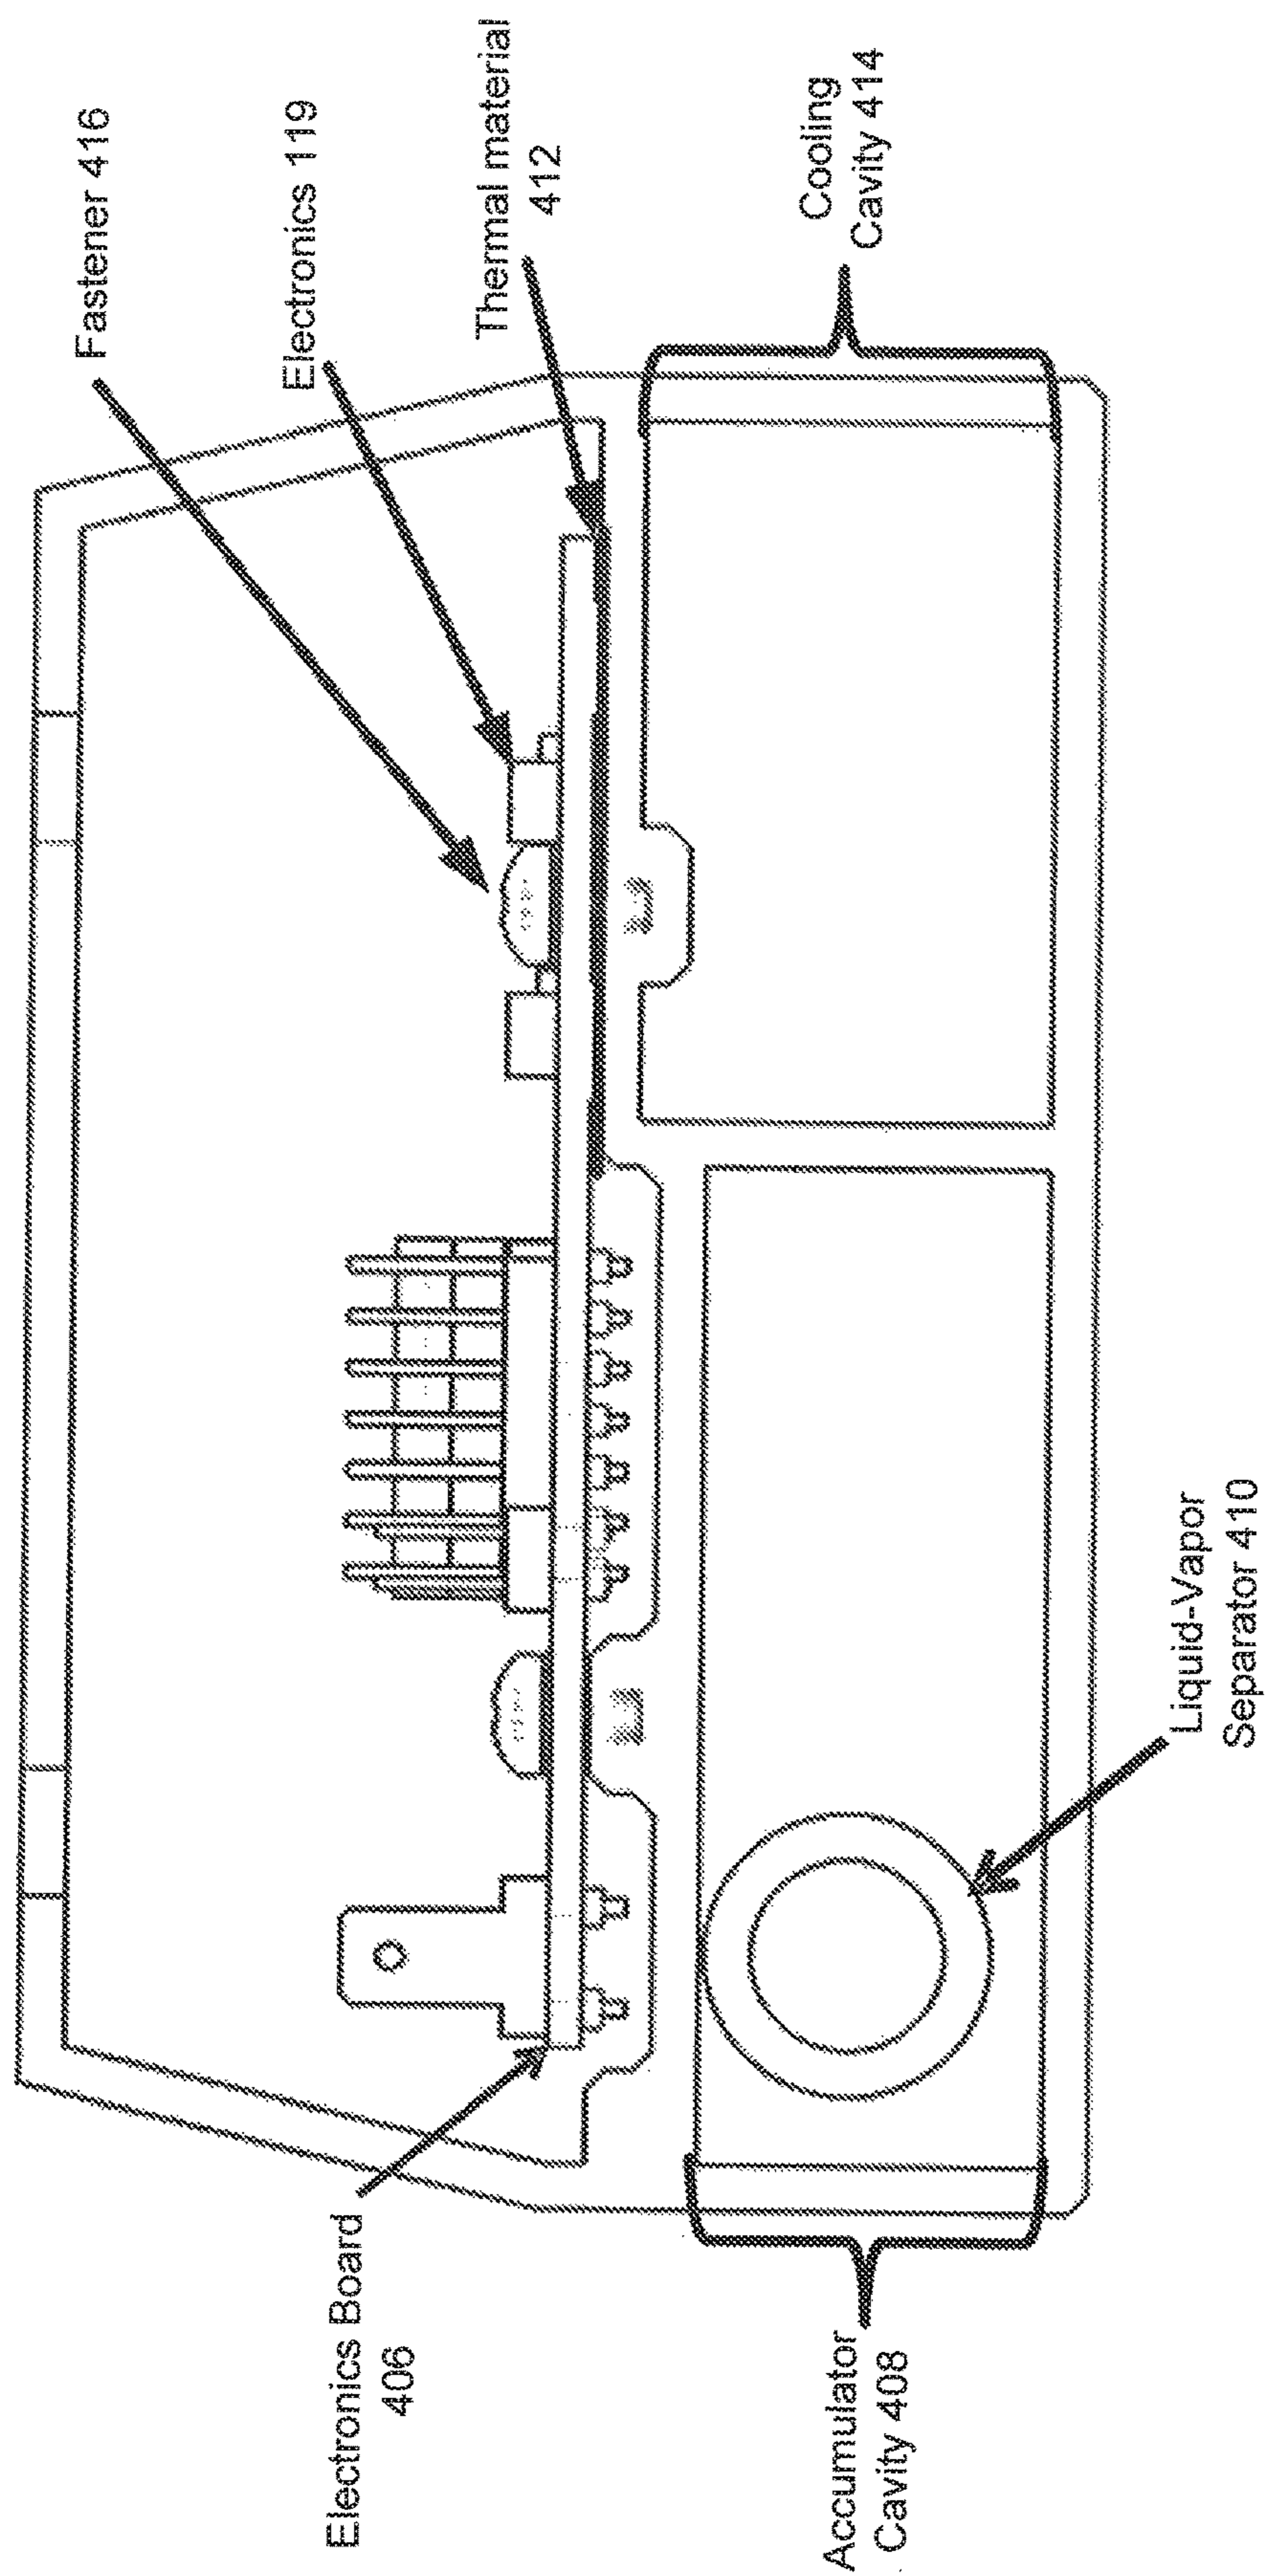 Fastener 416
Electronics 119
Thermal material
412
Cooling
Cavity 414
Electronics Board
406
Accumulator
Cavity 408
Liquid-Vapor
Separator 410